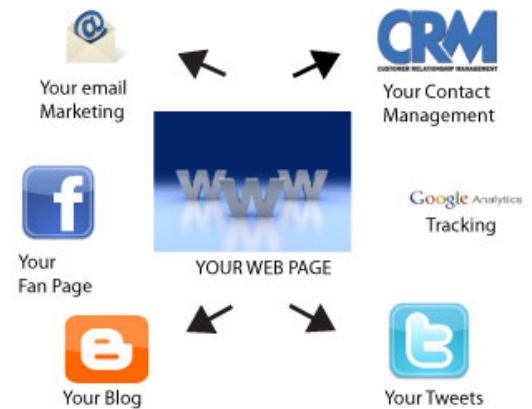 @
Your email
Marketing
CRM
CUSTOMER RELATIONSHIP MANAGEMENT
Your Contact
Management
WWW
YOUR WEB PAGE
f
Your
Fan Page
Google Analytics
Tracking
B
Your Blog
t
Your Tweets